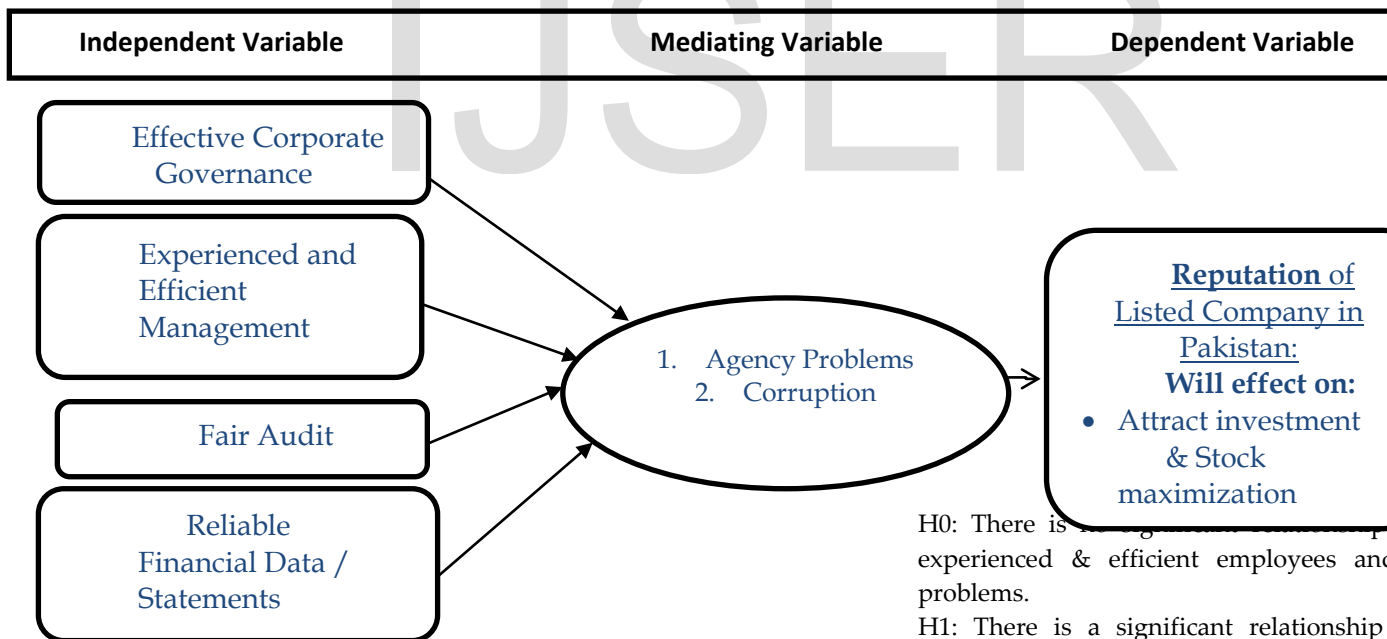 IJSER
Independent Variable Mediating Variable Dependent Variable
Effective Corporate
Governance
Experienced and
Efficient
Management
Fair Audit
Reliable
Financial Data /
Statements
1. Agency Problems
2. Corruption
Reputation of
Listed Company in
Pakistan:
Will effect on:
• Attract investment
& Stock
maximization
H0: There is
experienced & efficient employees and
problems.
H1: There is a significant relationship